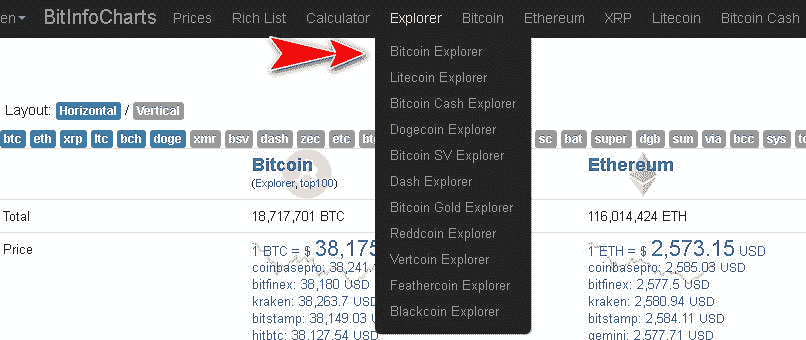 en BitInfoCharts Prices Rich List Calculator Explorer Bitcoin Ethereum XRP Litecoin Bitcoin Cash
Bitcoin Explorer
Litecoin Explorer
Bitcoin Cash Explorer
Dogecoin Explorer
Bitcoin SV Explorer
Dash Explorer
Bitcoin Gold Explorer
Reddcoin Explorer
Vertcoin Explorer
Feathercoin Explorer
Blackcoin Explorer
Layout: Horizontal / Vertical
btc eth xrp ltc bch doge xmr bsv dash zec etc sc bat super dgb sun via bcc sys
Bitcoin Ethereum
(Explorer, top100)
Total 18,717,701 BTC 116,014,424 ETH
Price 1 BTC = $ 38,175 1 ETH = $ 2,573.15 USD
coinbasepro: 38,241. coinbasepro: 2,585.03 USD
bitfinex: 38,180 USD bitfinex: 2,577.5 USD
kraken: 38,263.7 USD kraken: 2,580.94 USD
bitstamp: 38,149.03 USD bitstamp: 2,584.11 USD
hitbtc: 38,127.54 USD gemini: 2,577.71 USD